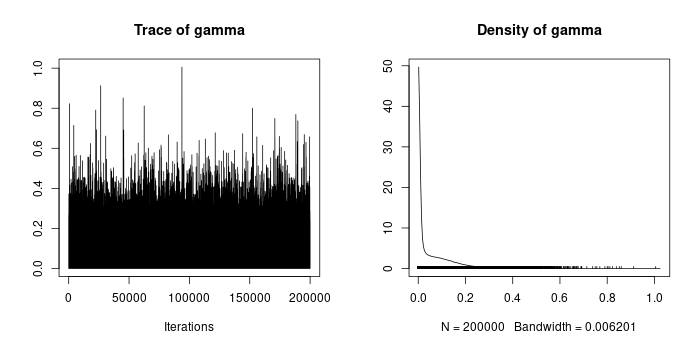 Trace of gamma
1.0
0.8
0.6
0.4
0.2
0.0
0 50000 100000 150000 200000
Iterations
Density of gamma
50
40
30
20
10
0
0.0 0.2 0.4 0.6 0.8 1.0
N = 200000 Bandwidth = 0.006201